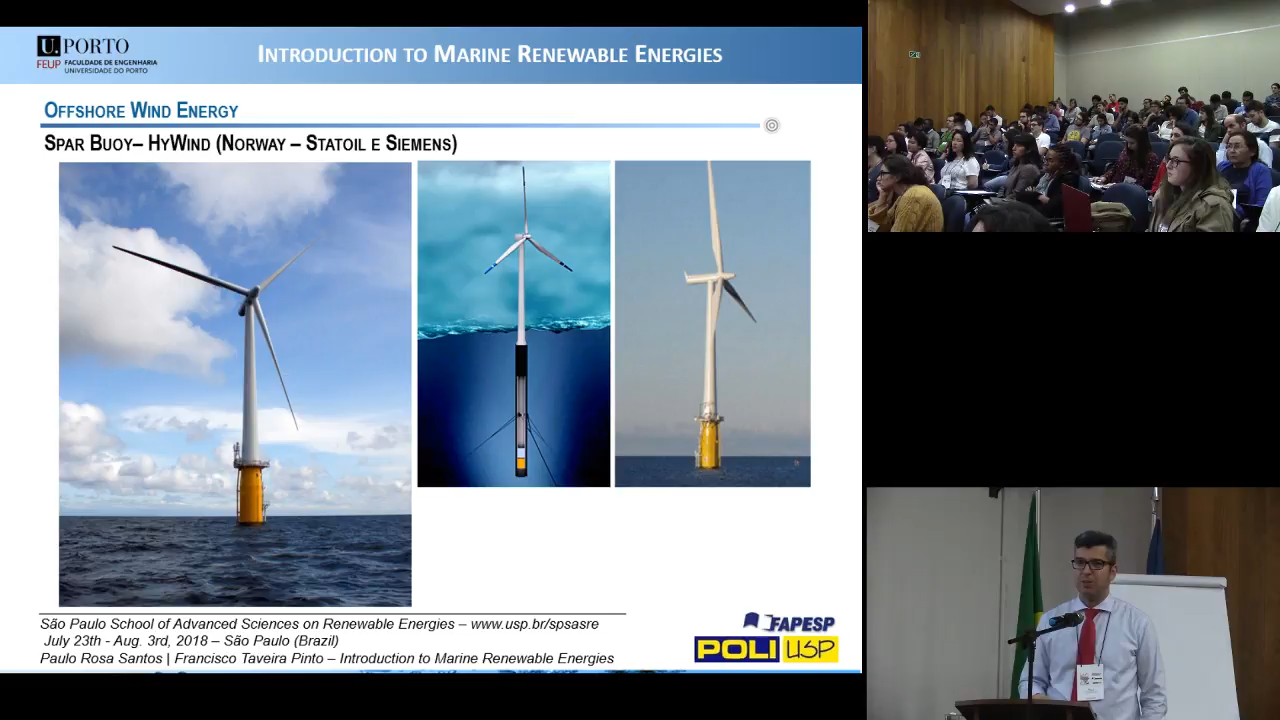 U. PORTO
FEUP FACULDADE DE ENGENHARIA
UNIVERSIDADE DO PORTO
INTRODUCTION TO MARINE RENEWABLE ENERGIES
OFFSHORE WIND ENERGY
SPAR BUOY– HYWIND (NORWAY – STATOIL E SIEMENS)
São Paulo School of Advanced Sciences on Renewable Energies – www.usp.br/spsasre
July 23th - Aug. 3rd, 2018 – São Paulo (Brazil)
Paulo Rosa Santos | Francisco Taveira Pinto – Introduction to Marine Renewable Energies
FAPESP
POLI USP